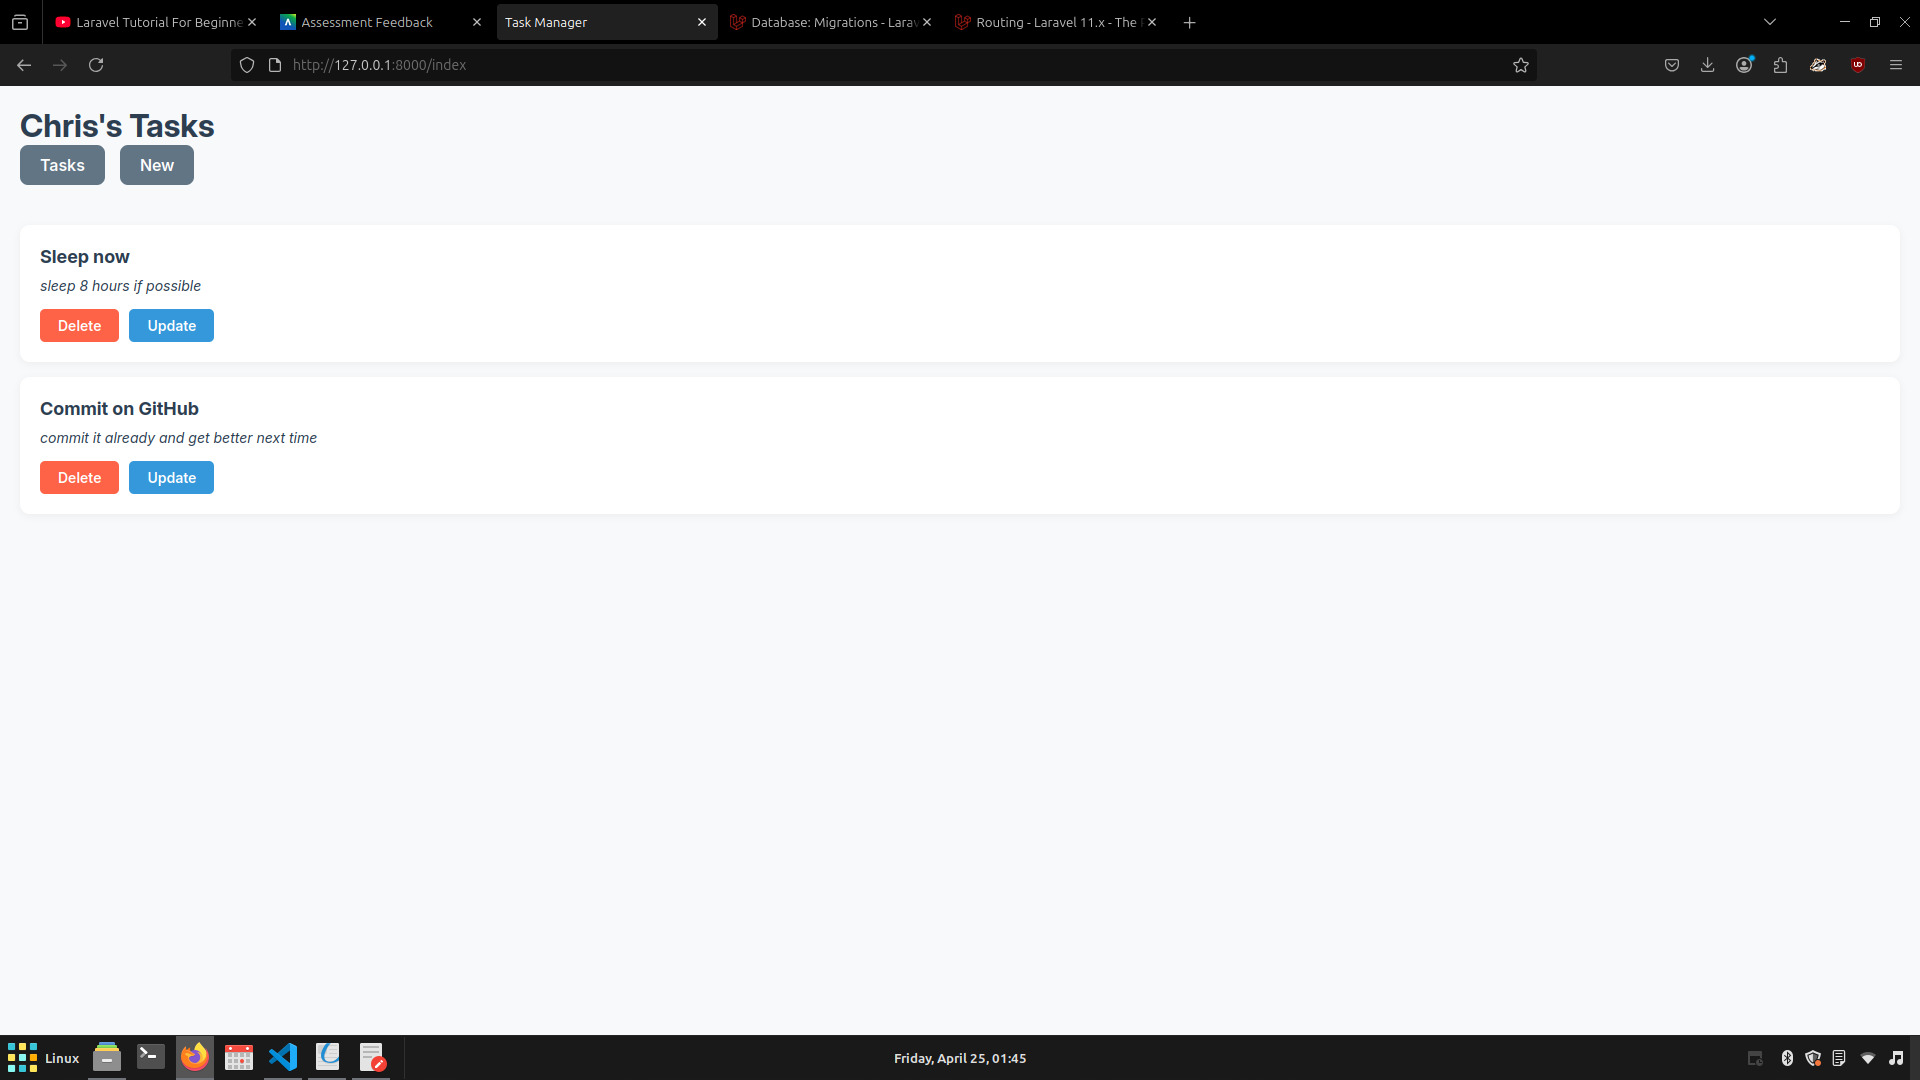 Laravel Tutorial For Beginne
Assessment Feedback
Task Manager
Database: Migrations - Larav
Routing - Laravel 11.x - The
http://127.0.0.1:8000/index
Chris's Tasks
Tasks
New
Sleep now
sleep 8 hours if possible
Delete
Update
Commit on GitHub
commit it already and get better next time
Delete
Update
Linux
Friday, April 25, 01:45